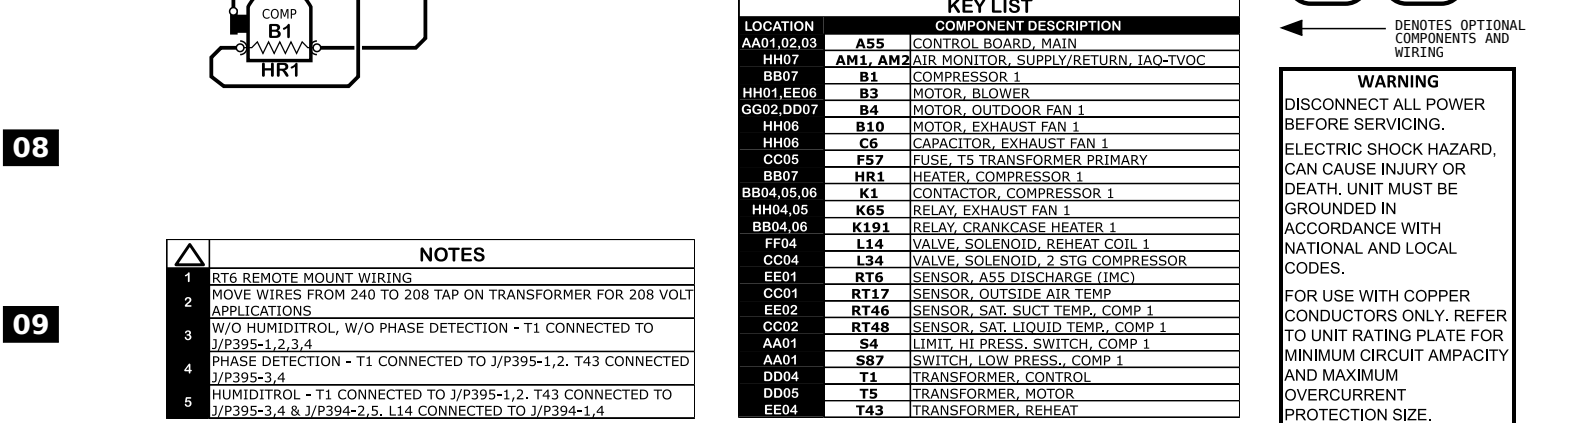 COMP
B1
HR1
08
09
NOTES
1 RT6 REMOTE MOUNT WIRING
2 MOVE WIRES FROM 240 TO 208 TAP ON TRANSFORMER FOR 208 VOLT
APPLICATIONS
3 W/O HUMIDITROL, W/O PHASE DETECTION - T1 CONNECTED TO
J/P395-1,2,3,4
4 PHASE DETECTION - T1 CONNECTED TO J/P395-1,2. T43 CONNECTED
J/P395-3,4
5 HUMIDITROL - T1 CONNECTED TO J/P395-1,2. T43 CONNECTED TO
J/P395-3,4 & J/P394-2,5. L14 CONNECTED TO J/P394-1,4
KEY LIST
LOCATION COMPONENT DESCRIPTION
AA01,02,03 A55 CONTROL BOARD, MAIN
HH07 AM1, AM2 AIR MONITOR, SUPPLY/RETURN, IAQ-TVOC
BB07 B1 COMPRESSOR 1
HH01,EE06 B3 MOTOR, BLOWER
GG02,DD07 B4 MOTOR, OUTDOOR FAN 1
HH06 B10 MOTOR, EXHAUST FAN 1
HH06 C6 CAPACITOR, EXHAUST FAN 1
CC05 F57 FUSE, T5 TRANSFORMER PRIMARY
BB07 HR1 HEATER, COMPRESSOR 1
BB04,05,06 K1 CONTACTOR, COMPRESSOR 1
HH04,05 K65 RELAY, EXHAUST FAN 1
BB04,06 K191 RELAY, CRANKCASE HEATER 1
FF04 L14 VALVE, SOLENOID, REHEAT COIL 1
CC04 L34 VALVE, SOLENOID, 2 STG COMPRESSOR
EE01 RT6 SENSOR, A55 DISCHARGE (IMC)
CC01 RT17 SENSOR, OUTSIDE AIR TEMP
EE02 RT46 SENSOR, SAT. SUCT TEMP., COMP 1
CC02 RT48 SENSOR, SAT. LIQUID TEMP., COMP 1
AA01 S4 LIMIT, HI PRESS. SWITCH, COMP 1
AA01 S87 SWITCH, LOW PRESS., COMP 1
DD04 T1 TRANSFORMER, CONTROL
DD05 T5 TRANSFORMER, MOTOR
EE04 T43 TRANSFORMER, REHEAT
DENOTES OPTIONAL
COMPONENTS AND
WIRING
WARNING
DISCONNECT ALL POWER
BEFORE SERVICING.
ELECTRIC SHOCK HAZARD,
CAN CAUSE INJURY OR
DEATH. UNIT MUST BE
GROUNDED IN
ACCORDANCE WITH
NATIONAL AND LOCAL
CODES.
FOR USE WITH COPPER
CONDUCTORS ONLY. REFER
TO UNIT RATING PLATE FOR
MINIMUM CIRCUIT AMPACITY
AND MAXIMUM
OVERCURRENT
PROTECTION SIZE.